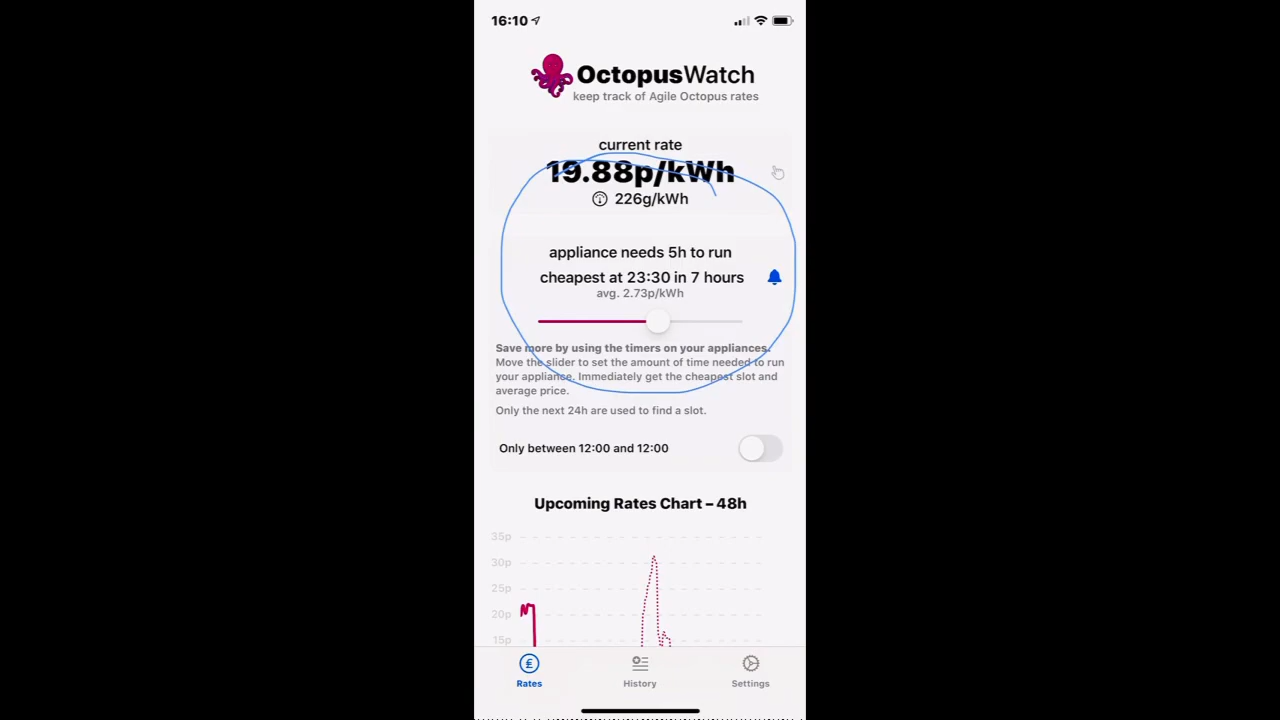 16:10
OctopusWatch
keep track of Agile Octopus rates
current rate
19.88p/kWh
226g/kWh
appliance needs 5h to run
cheapest at 23:30 in 7 hours
avg. 2.73p/kWh
Save more by using the timers on your appliances.
Move the slider to set the amount of time needed to run
your appliance. Immediately get the cheapest slot and
average price.
Only the next 24h are used to find a slot.
Only between 12:00 and 12:00
Upcoming Rates Chart – 48h
35p
30p
25p
20p
15p
£
Rates
History
Settings